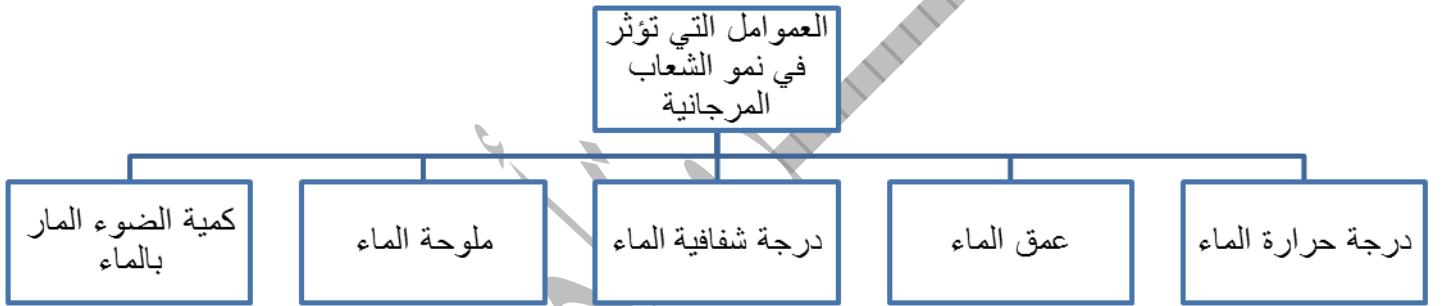 العموامل التي تؤثر
في نمو الشعاب
المرجانية
درجة حرارة الماء
عمق الماء
درجة شفافية الماء
ملوحة الماء
كمية الضوء المار
بالماء